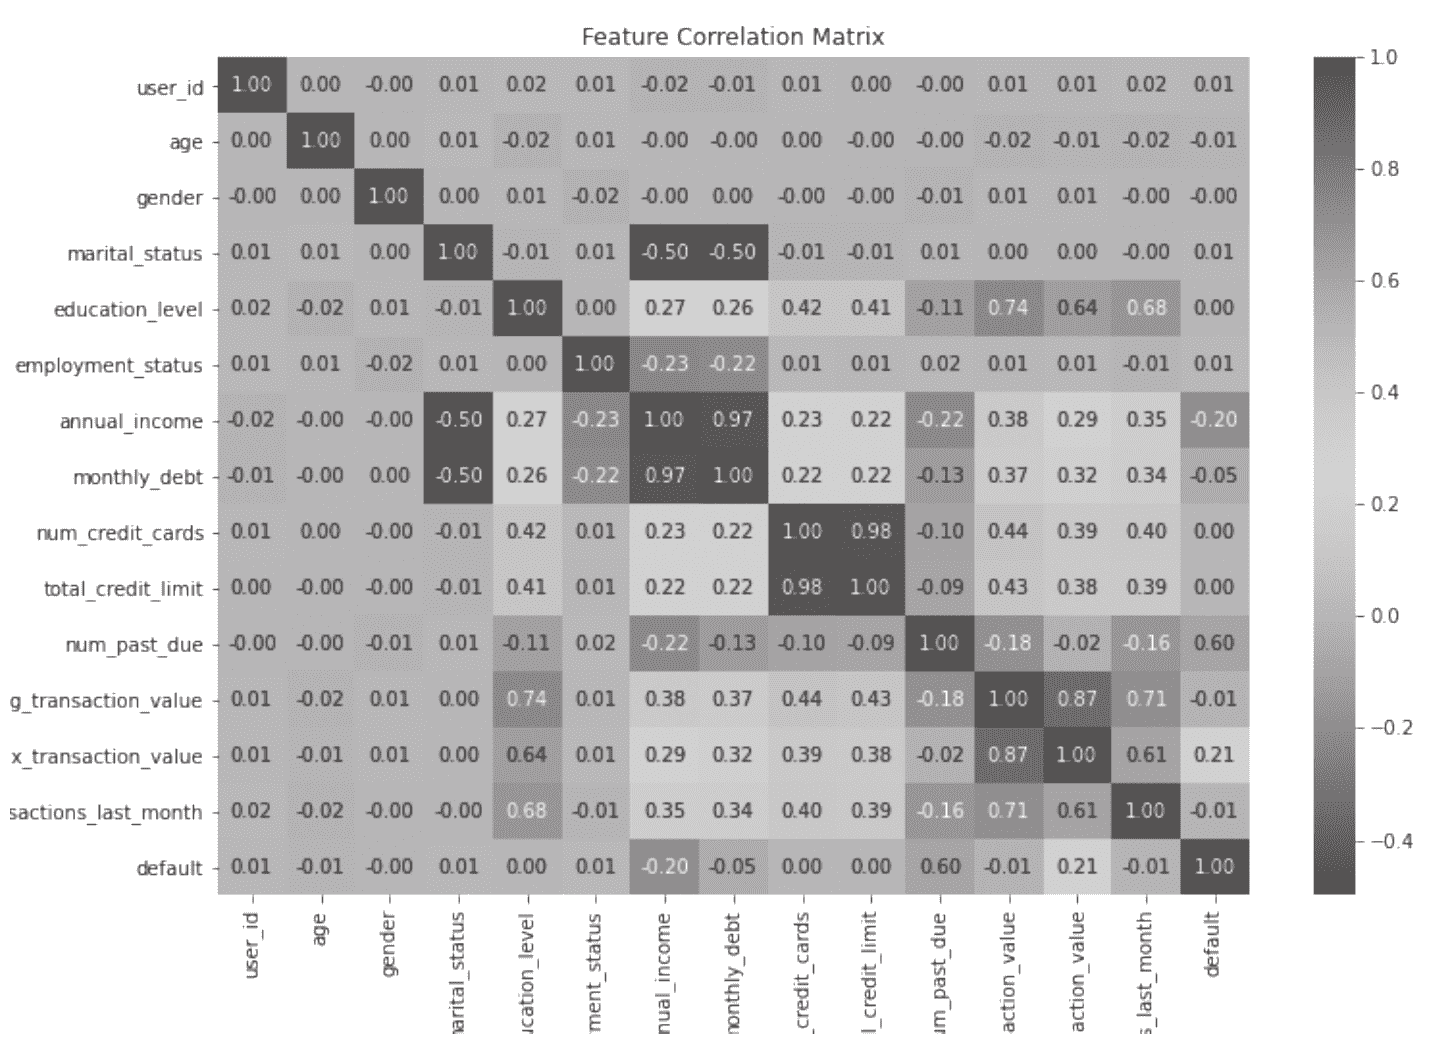 Feature Correlation Matrix
user_id 1.00 0.00 -0.00 0.01 0.02 0.01 -0.02 -0.01 0.01 0.00 -0.00 0.01 0.01 0.02 0.01
age 0.00 1.00 0.00 0.01 -0.02 0.01 -0.00 -0.00 0.00 -0.00 -0.00 -0.02 -0.01 -0.02 -0.01
gender -0.00 0.00 1.00 0.00 0.01 -0.02 -0.00 0.00 -0.00 -0.00 -0.01 0.01 0.01 -0.00 -0.00
marital_status 0.01 0.01 0.00 1.00 -0.01 0.01 -0.50 -0.50 -0.01 -0.01 0.01 0.00 0.00 -0.00 0.01
education_level 0.02 -0.02 0.01 -0.01 1.00 0.00 0.27 0.26 0.42 0.41 -0.11 0.74 0.64 0.68 0.00
employment_status 0.01 0.01 -0.02 0.01 0.00 1.00 -0.23 -0.22 0.01 0.01 0.02 0.01 0.01 -0.01 0.01
annual_income -0.02 -0.00 -0.00 -0.50 0.27 -0.23 1.00 0.97 0.23 0.22 -0.22 0.38 0.29 0.35 -0.20
monthly_debt -0.01 -0.00 0.00 -0.50 0.26 -0.22 0.97 1.00 0.22 0.22 -0.13 0.37 0.32 0.34 -0.05
num_credit_cards 0.01 0.00 -0.00 -0.01 0.42 0.01 0.23 0.22 1.00 0.98 -0.10 0.44 0.39 0.40 0.00
total_credit_limit 0.00 -0.00 -0.00 -0.01 0.41 0.01 0.22 0.22 0.98 1.00 -0.09 0.43 0.38 0.39 0.00
num_past_due -0.00 -0.00 -0.01 0.01 -0.11 0.02 -0.22 -0.13 -0.10 -0.09 1.00 -0.18 -0.02 -0.16 0.60
g_transaction_value 0.01 -0.02 0.01 0.00 0.74 0.01 0.38 0.37 0.44 0.43 -0.18 1.00 0.87 0.71 -0.01
x_transaction_value 0.01 -0.01 0.01 0.00 0.64 0.01 0.29 0.32 0.39 0.38 -0.02 0.87 1.00 0.61 0.21
sactions_last_month 0.02 -0.02 -0.00 -0.00 0.68 -0.01 0.35 0.34 0.40 0.39 -0.16 0.71 0.61 1.00 -0.01
default 0.01 -0.01 -0.00 0.01 0.00 0.01 -0.20 -0.05 0.00 0.00 0.60 -0.01 0.21 -0.01 1.00
user_id
age
gender
narital_status
ucation_level
ment_status
nual_income
nonthly_debt
_credit_cards
l_credit_limit
um_past_due
action_value
action_value
s_last_month
default
1.0
0.8
0.6
0.4
0.2
0.0
−0.2
−0.4